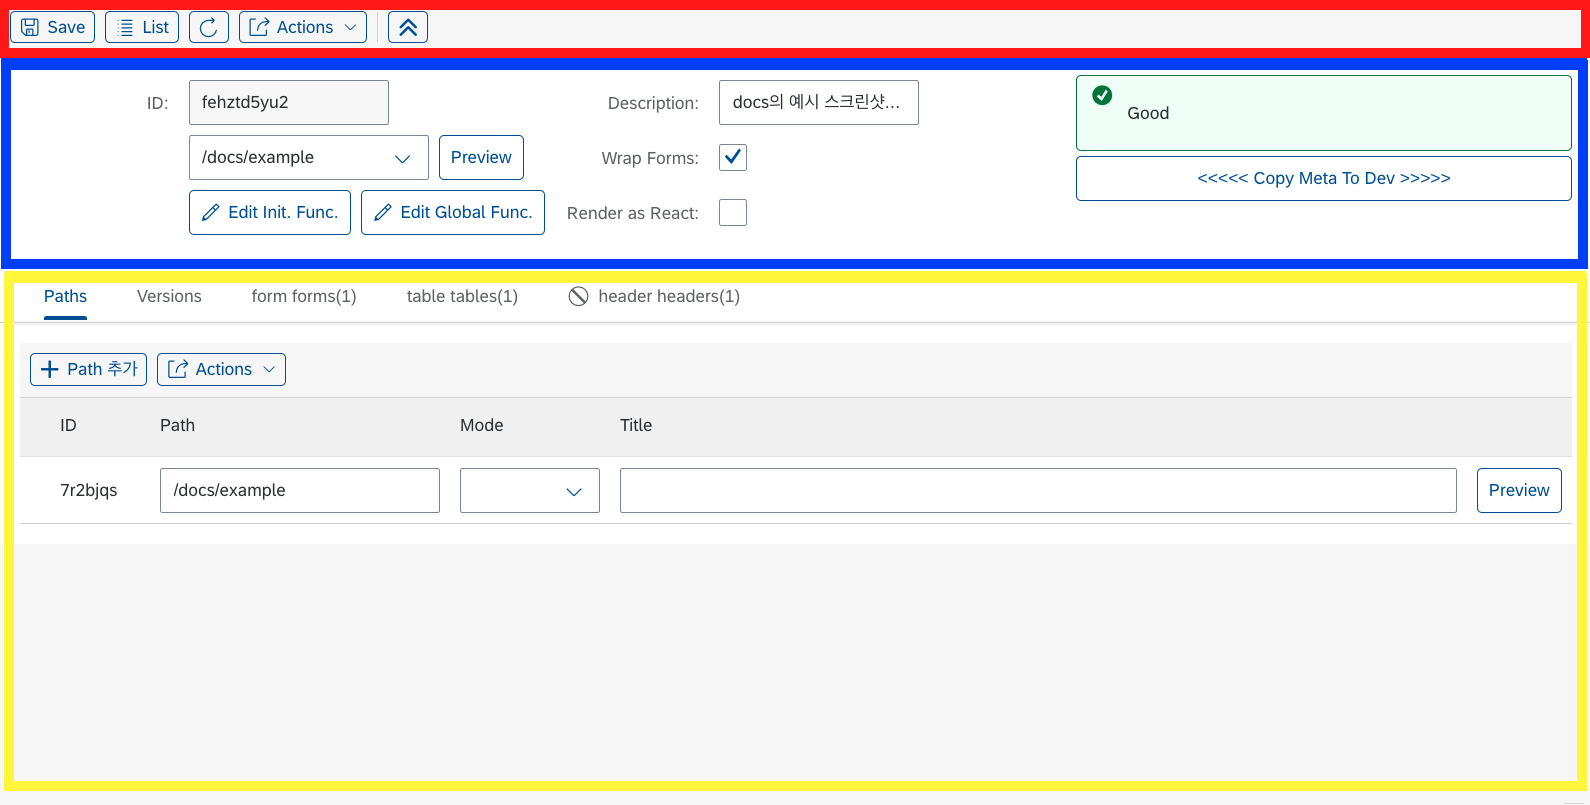 Save List Actions
ID: fehztd5yu2 Description: docs의 예시 스크린샷... Good
/docs/example Preview Wrap Forms:
<<<<< Copy Meta To Dev >>>>>
Edit Init. Func. Edit Global Func. Render as React:
Paths Versions form forms(1) table tables(1) header headers(1)
Path 추가 Actions
ID Path Mode Title
7r2bjqs /docs/example Preview